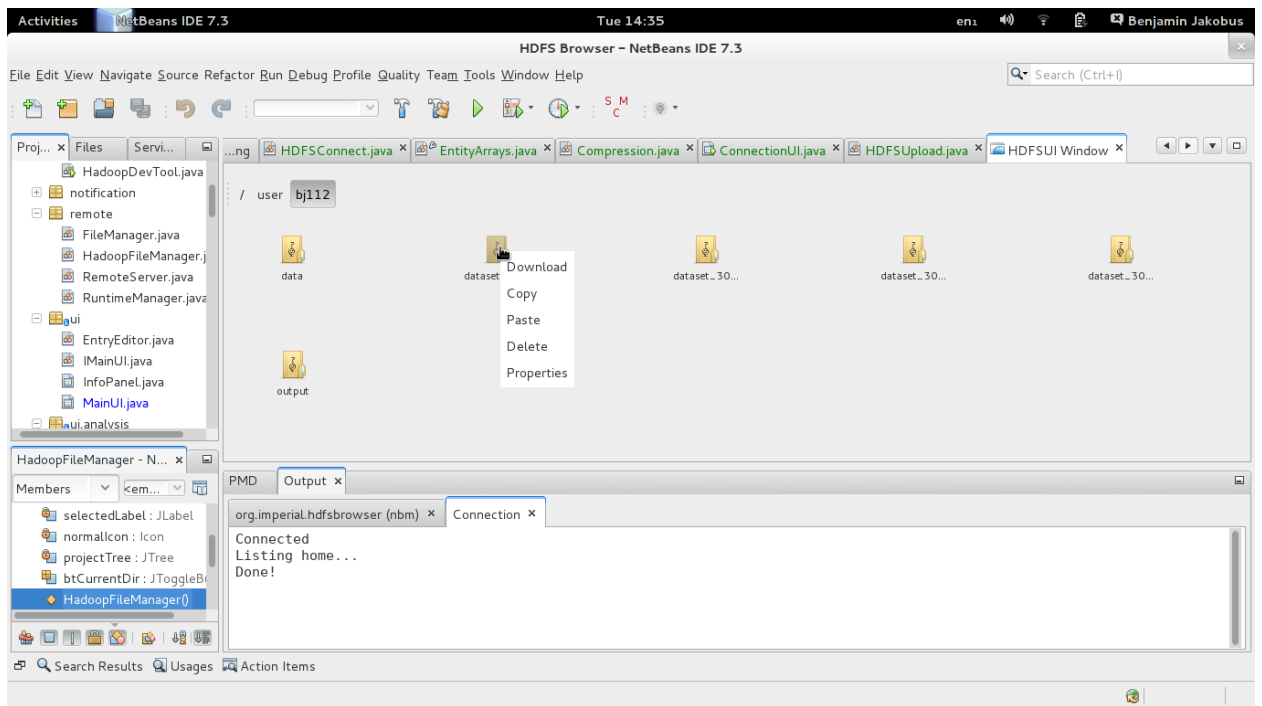 Activities NetBeans IDE 7.3 Tue 14:35 en₁ Benjamin Jakobus
HDFS Browser – NetBeans IDE 7.3
File Edit View Navigate Source Refactor Run Debug Profile Quality Team Tools Window Help
Search (Ctrl+I)
S M
C
Proj... Files Servi...
...ng HDFSConnect.java EntityArrays.java Compression.java ConnectionUI.java HDFSUpload.java HDFSUI Window
HadoopDevTool.java
notification
remote
FileManager.java
HadoopFileManager.j
RemoteServer.java
RuntimeManager.java
ui
EntryEditor.java
IMainUI.java
InfoPanel.java
MainUI.java
ui.analysis
/ user bj112
data
dataset
dataset_30...
dataset_30...
dataset_30...
Download
Copy
Paste
Delete
Properties
output
HadoopFileManager - N...
Members <em...
selectedLabel : JLabel
normalIcon : Icon
projectTree : JTree
btCurrentDir : JToggleB
HadoopFileManager()
PMD Output
org.imperial.hdfsbrowser (nbm) Connection
Connected
Listing home...
Done!
Search Results Usages Action Items